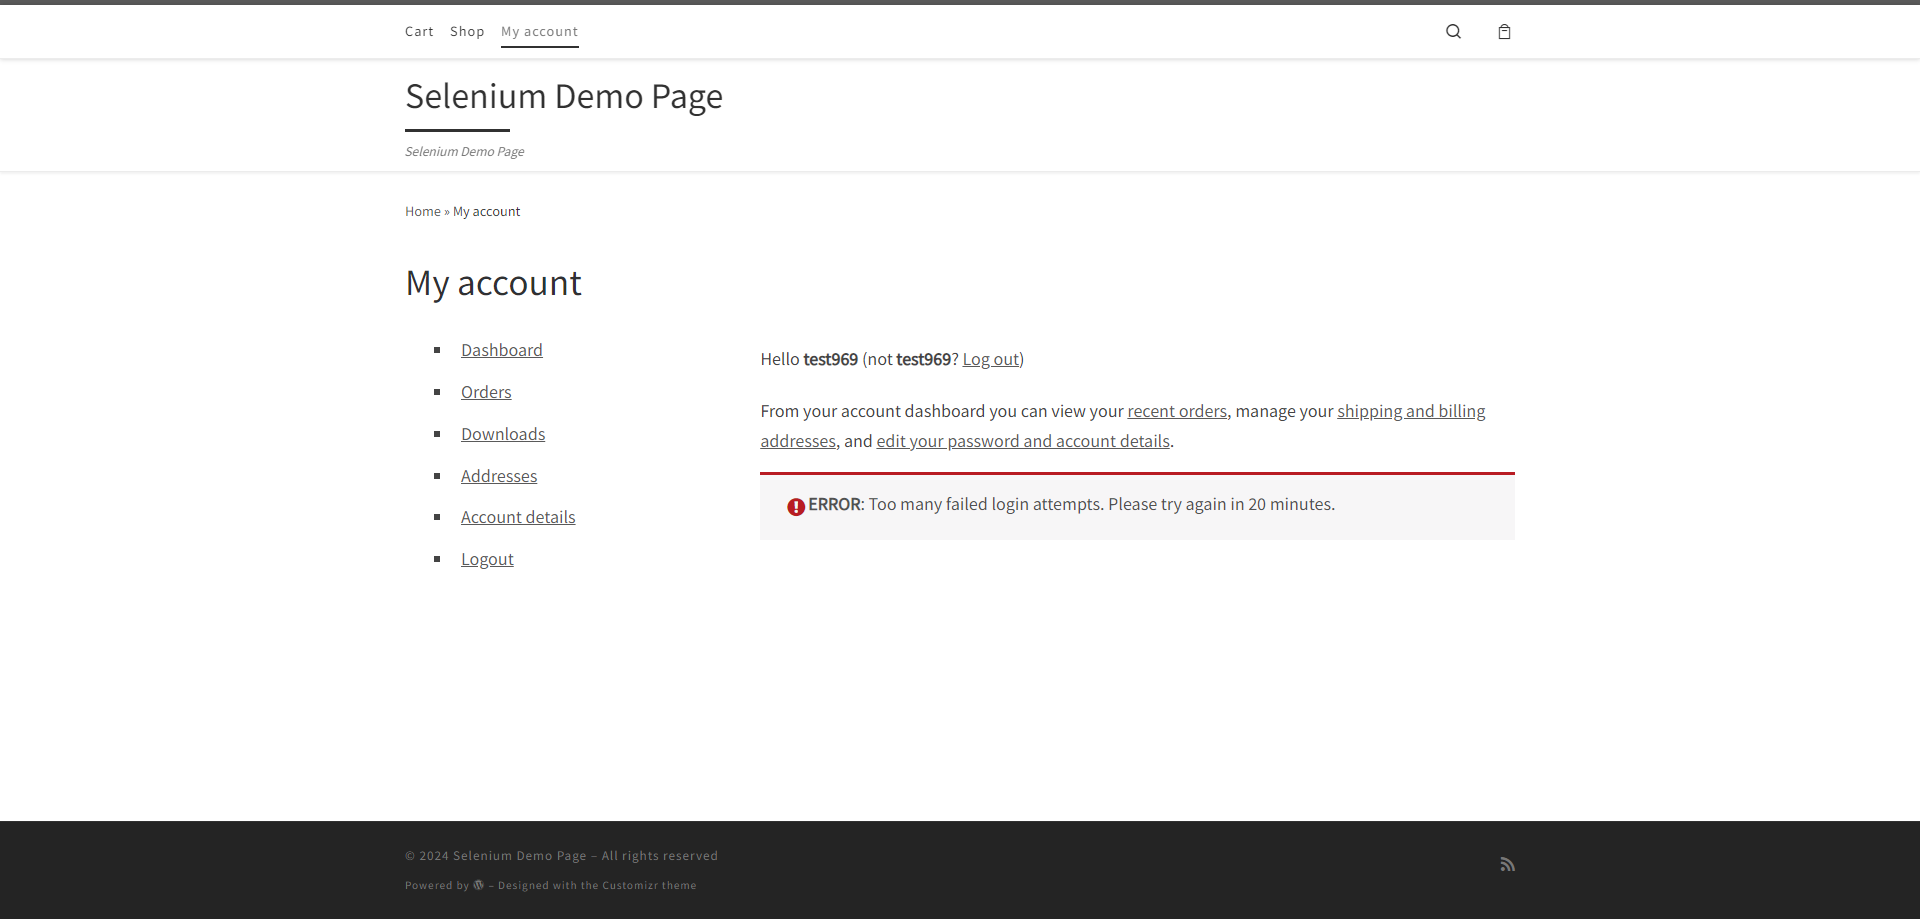 Cart Shop My account
Selenium Demo Page
Selenium Demo Page
Home » My account
My account
Dashboard
Orders
Downloads
Addresses
Account details
Logout
Hello test969 (not test969? Log out)
From your account dashboard you can view your recent orders, manage your shipping and billing
addresses, and edit your password and account details.
ERROR: Too many failed login attempts. Please try again in 20 minutes.
© 2024 Selenium Demo Page – All rights reserved
Powered by – Designed with the Customizr theme